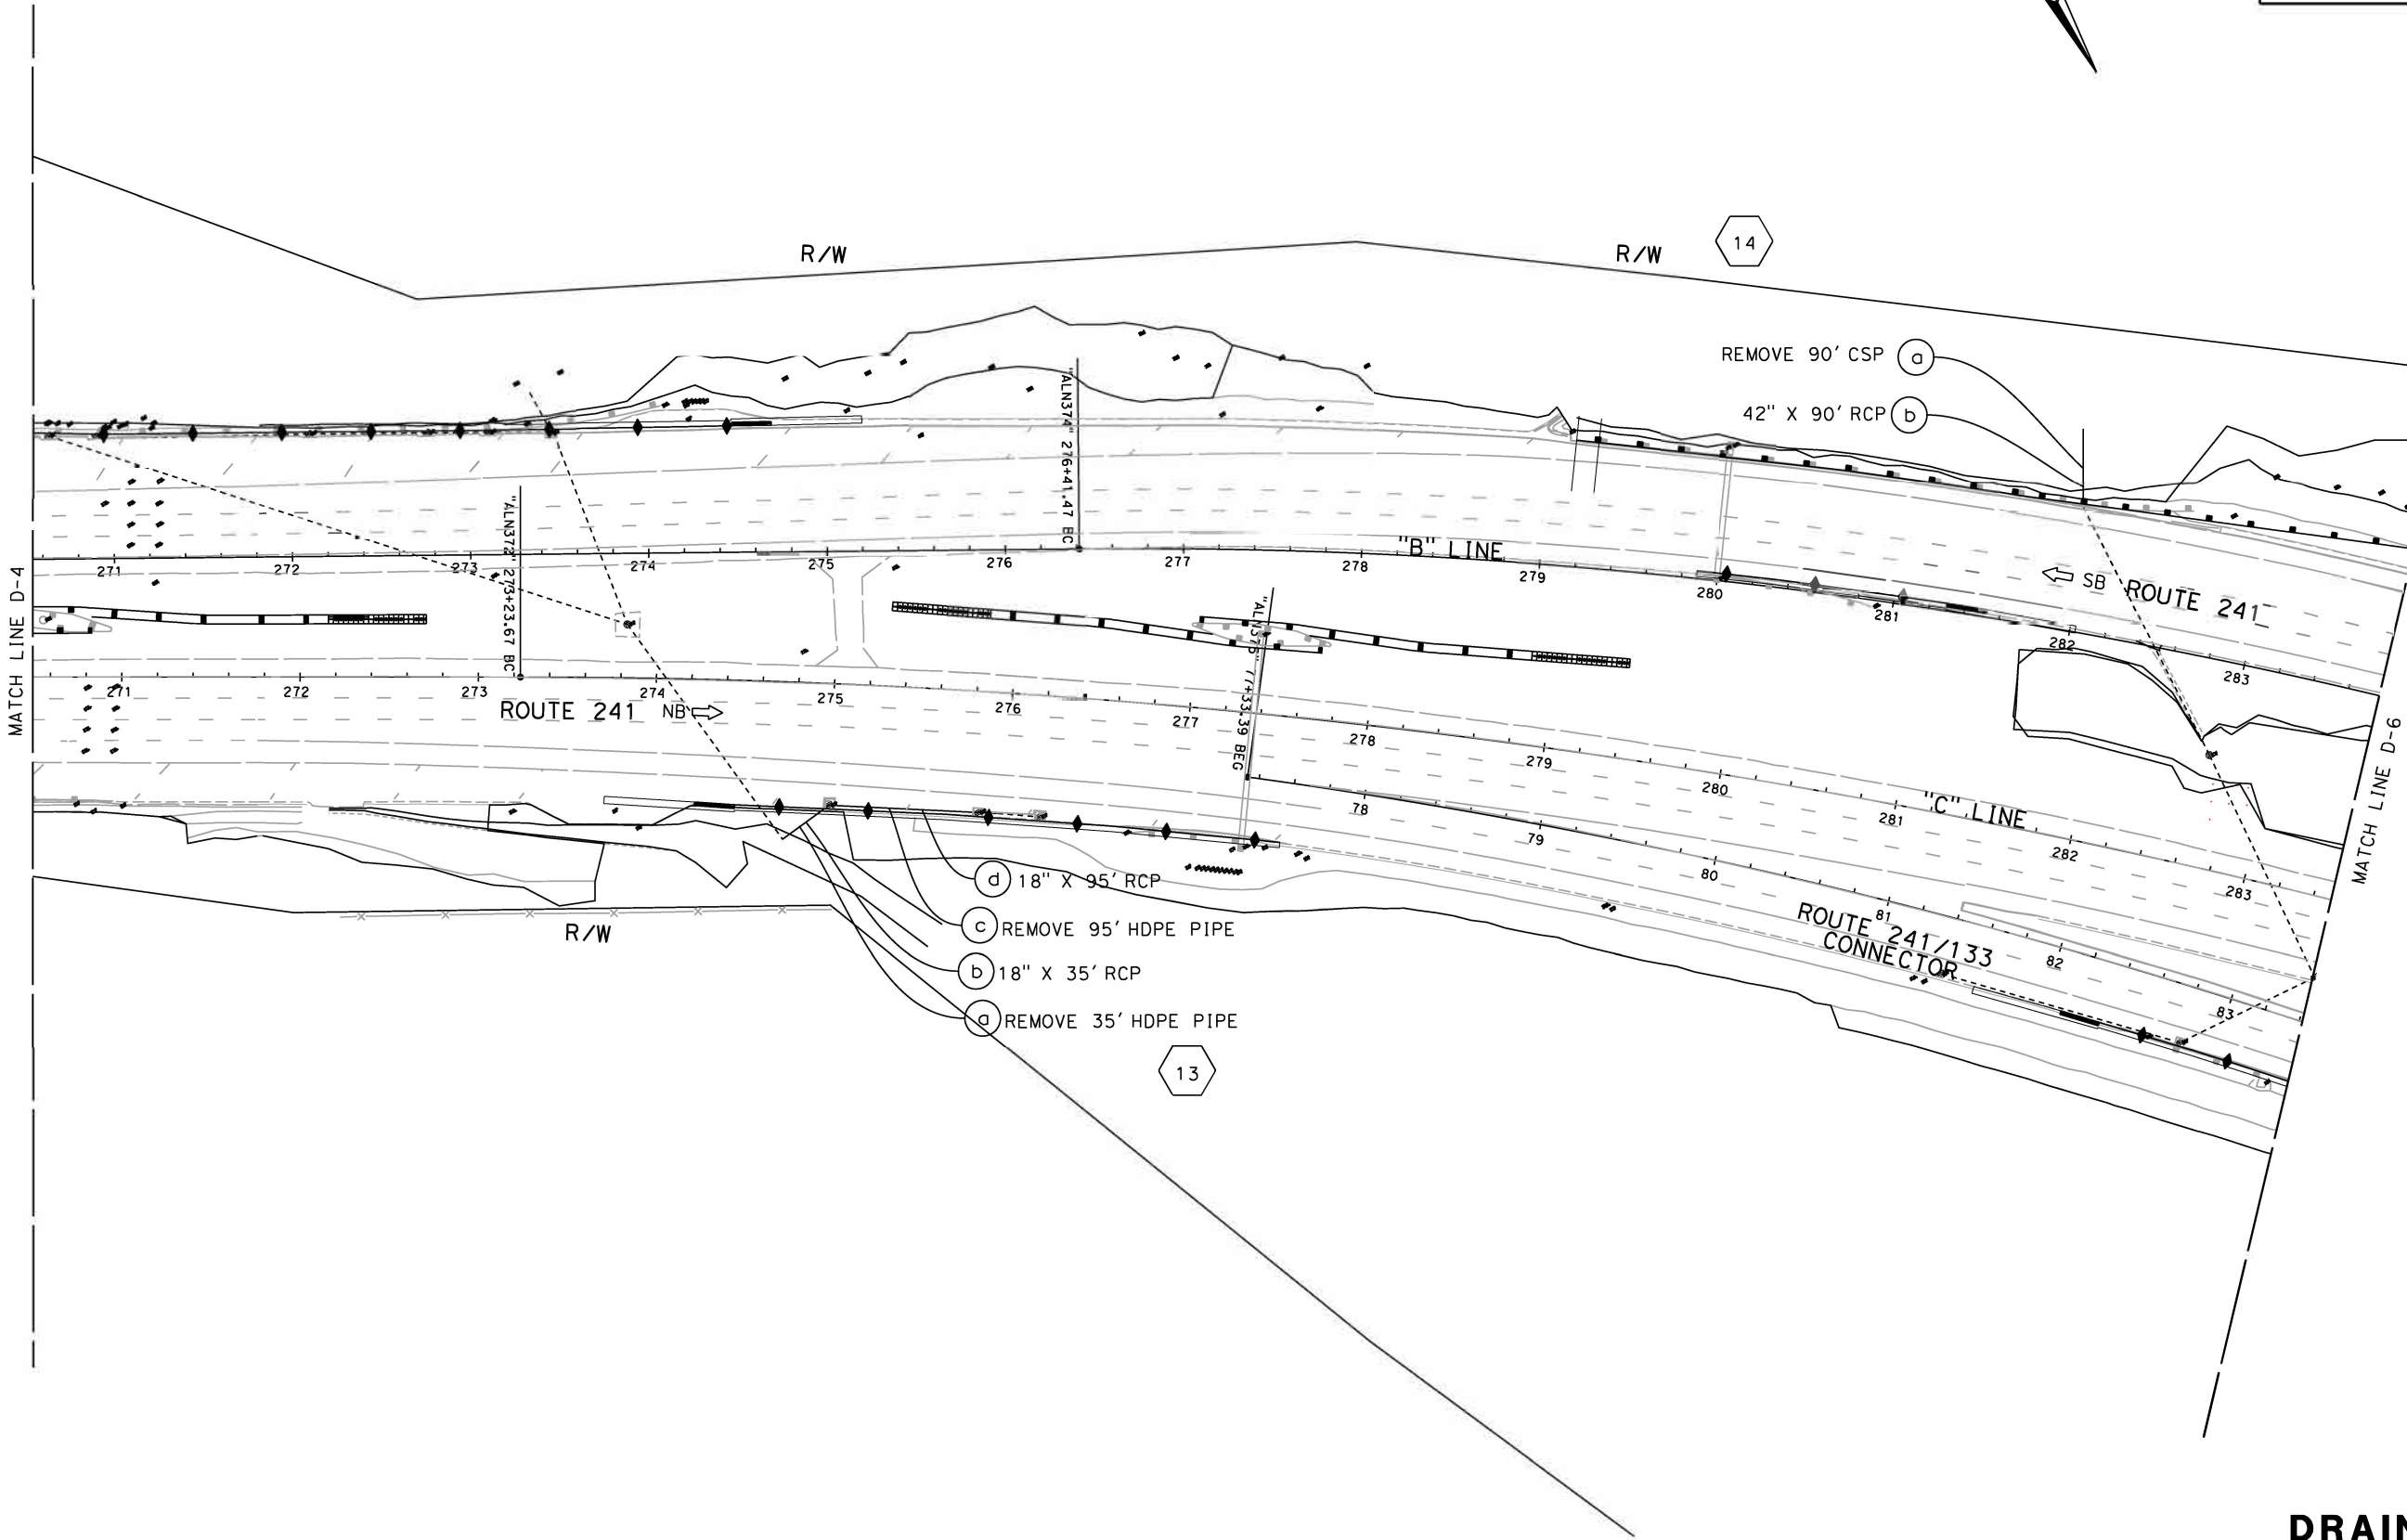 R/W
R/W
14
REMOVE 90' CSP a
42" X 90' RCP b
"ALN374" 276+41.47 BC
"ALN372" 273+23.67 BC
"B" LINE
271 272 273 274 275 276 277 278 279 280 281 282 283
SB ROUTE 241
MATCH LINE D-4
271 272 273 274 275 276 277 278 279 280 281 282 283
ROUTE 241 NB
77+33.39 BEG
"C" LINE
78 79 80 81 82 83
MATCH LINE D-6
ROUTE 241/133
CONNECTOR
d 18" X 95' RCP
c REMOVE 95' HDPE PIPE
b 18" X 35' RCP
a REMOVE 35' HDPE PIPE
R/W
13